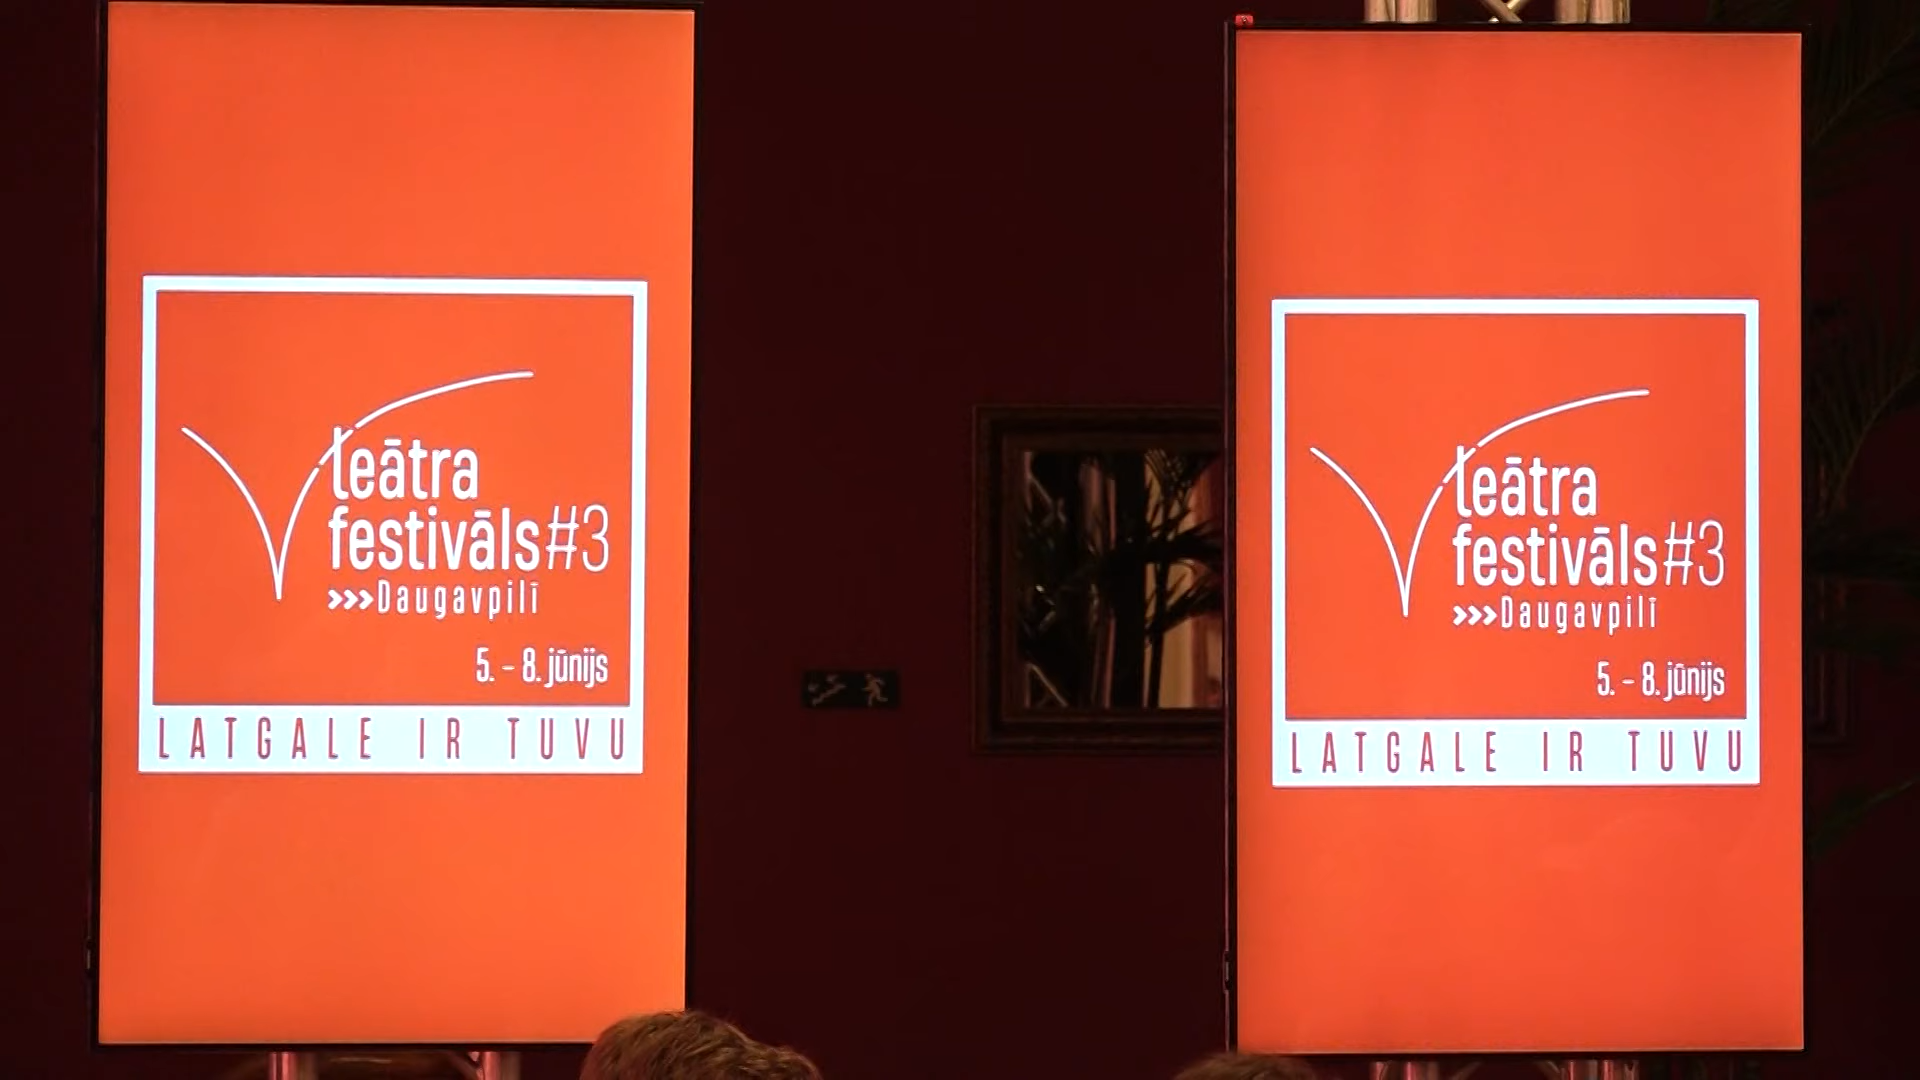 teātra
festivāls#3
>>>Daugavpilī
5. - 8. jūnijs
LATGALE IR TUVU
teātra
festivāls#3
>>>Daugavpilī
5. - 8. jūnijs
LATGALE IR TUVU